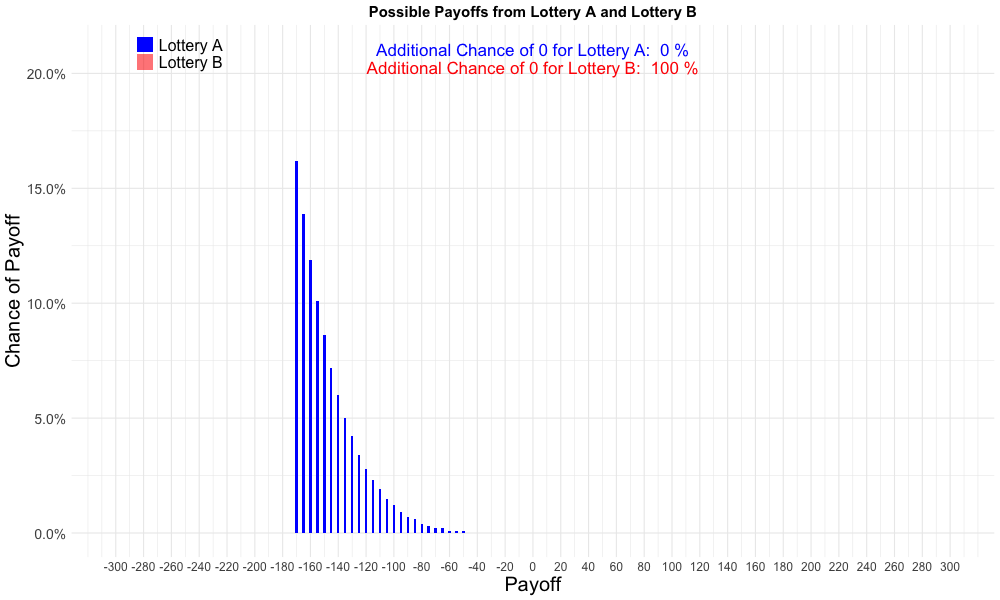 Possible Payoffs from Lottery A and Lottery B
Lottery A
Lottery B
Additional Chance of 0 for Lottery A:  0 %
Additional Chance of 0 for Lottery B:  100 %
Chance of Payoff
20.0%
15.0%
10.0%
5.0%
0.0%
-300 -280 -260 -240 -220 -200 -180 -160 -140 -120 -100 -80 -60 -40 -20 0 20 40 60 80 100 120 140 160 180 200 220 240 260 280 300
Payoff